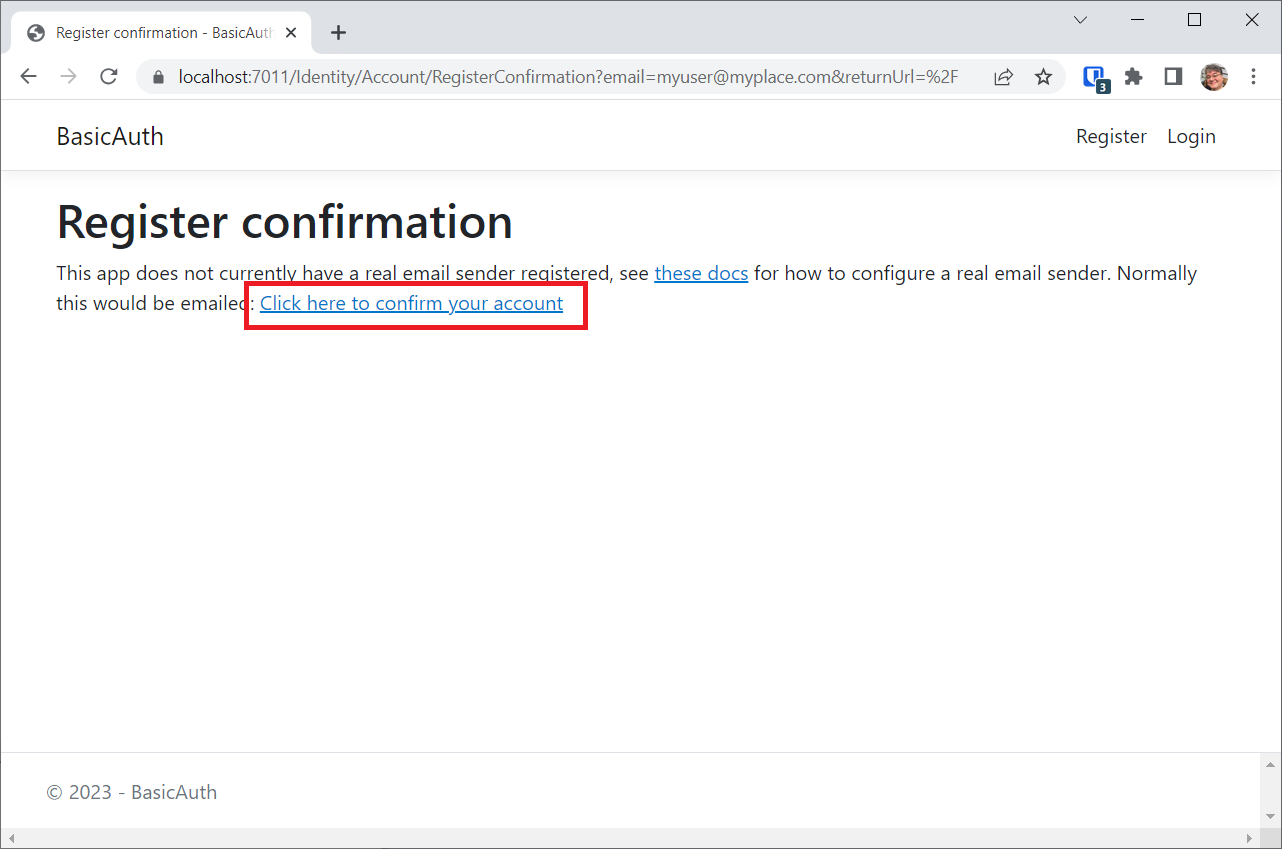 Register confirmation - BasicAuth
localhost:7011/Identity/Account/RegisterConfirmation?email=myuser@myplace.com&returnUrl=%2F
3
BasicAuth
Register
Login
Register confirmation
This app does not currently have a real email sender registered, see these docs for how to configure a real email sender. Normally
this would be emailed: Click here to confirm your account
© 2023 - BasicAuth